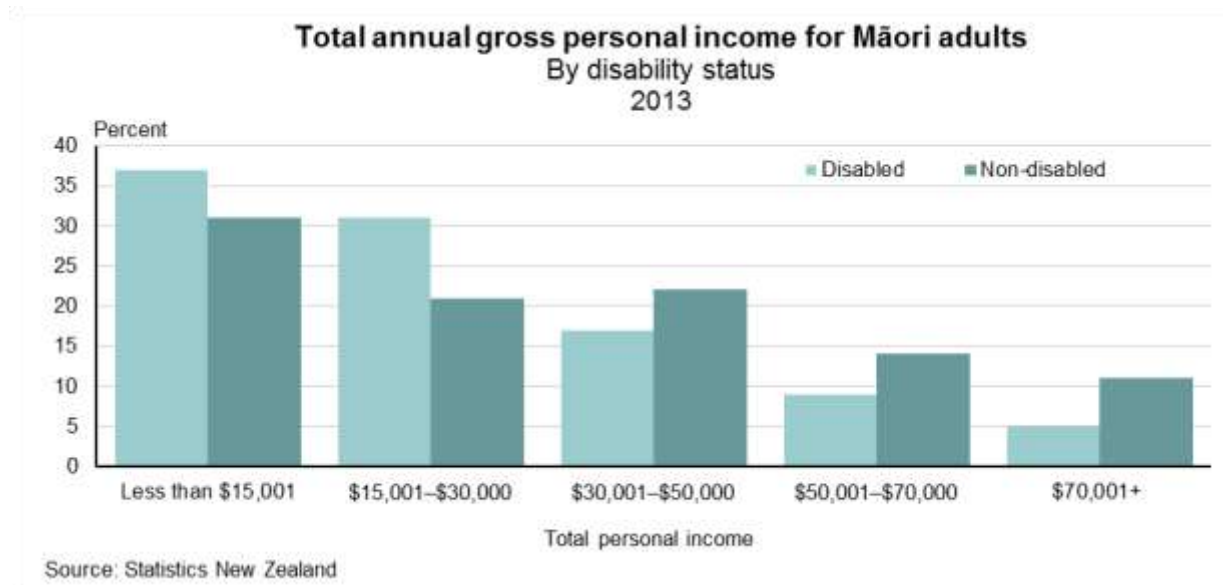 Total annual gross personal income for Māori adults
By disability status
2013
Percent
40
35
30
25
20
15
10
5
0
Disabled
Non-disabled
Less than $15,001
$15,001–$30,000
$30,001–$50,000
$50,001–$70,000
$70,001+
Total personal income
Source: Statistics New Zealand